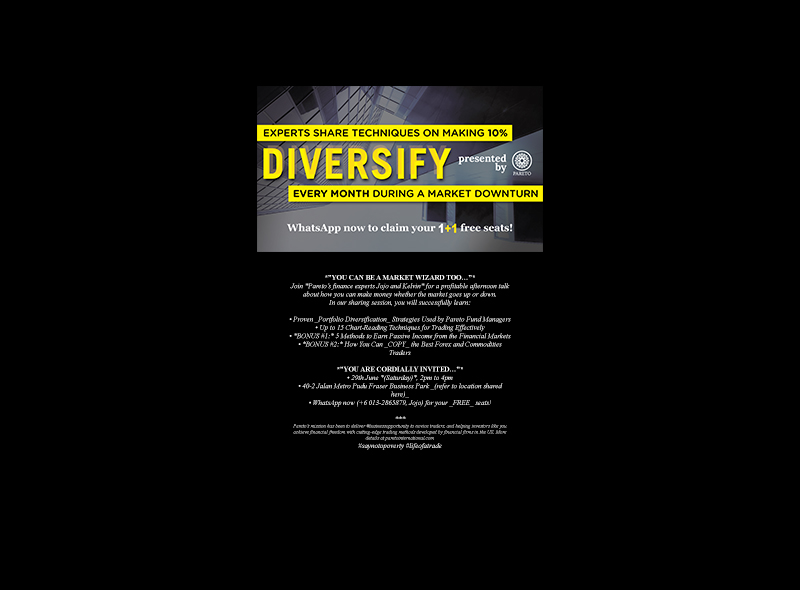 EXPERTS SHARE TECHNIQUES ON MAKING 10%
DIVERSIFY
presented
by
PARETO
EVERY MONTH DURING A MARKET DOWNTURN
WhatsApp now to claim your 1+1 free seats!
*"YOU CAN BE A MARKET WIZARD TOO..."*
Join *Pareto's finance experts Jojo and Kelvin* for a profitable afternoon talk
about how you can make money whether the market goes up or down.
In our sharing session, you will successfully learn:
• Proven _Portfolio Diversification_ Strategies Used by Pareto Fund Managers
• Up to 15 Chart-Reading Techniques for Trading Effectively
• *BONUS #1:* 5 Methods to Earn Passive Income from the Financial Markets
• *BONUS #2:* How You Can _COPY_ the Best Forex and Commodities
Traders
*"YOU ARE CORDIALLY INVITED..."*
• 29th June *(Saturday)*, 2pm to 4pm
• 40-2 Jalan Metro Pudu Fraser Business Park _(refer to location shared
here)_
• WhatsApp now (+6 013-2865879, Jojo) for your _FREE_ seats!
***
Pareto's mission has been to deliver #businessopportunity to novice traders, and helping investors like you
achieve financial freedom with cutting-edge trading methods developed by financial firms in the US. More
details at paretointernational.com
#saynotopoverty #lifeofatrade